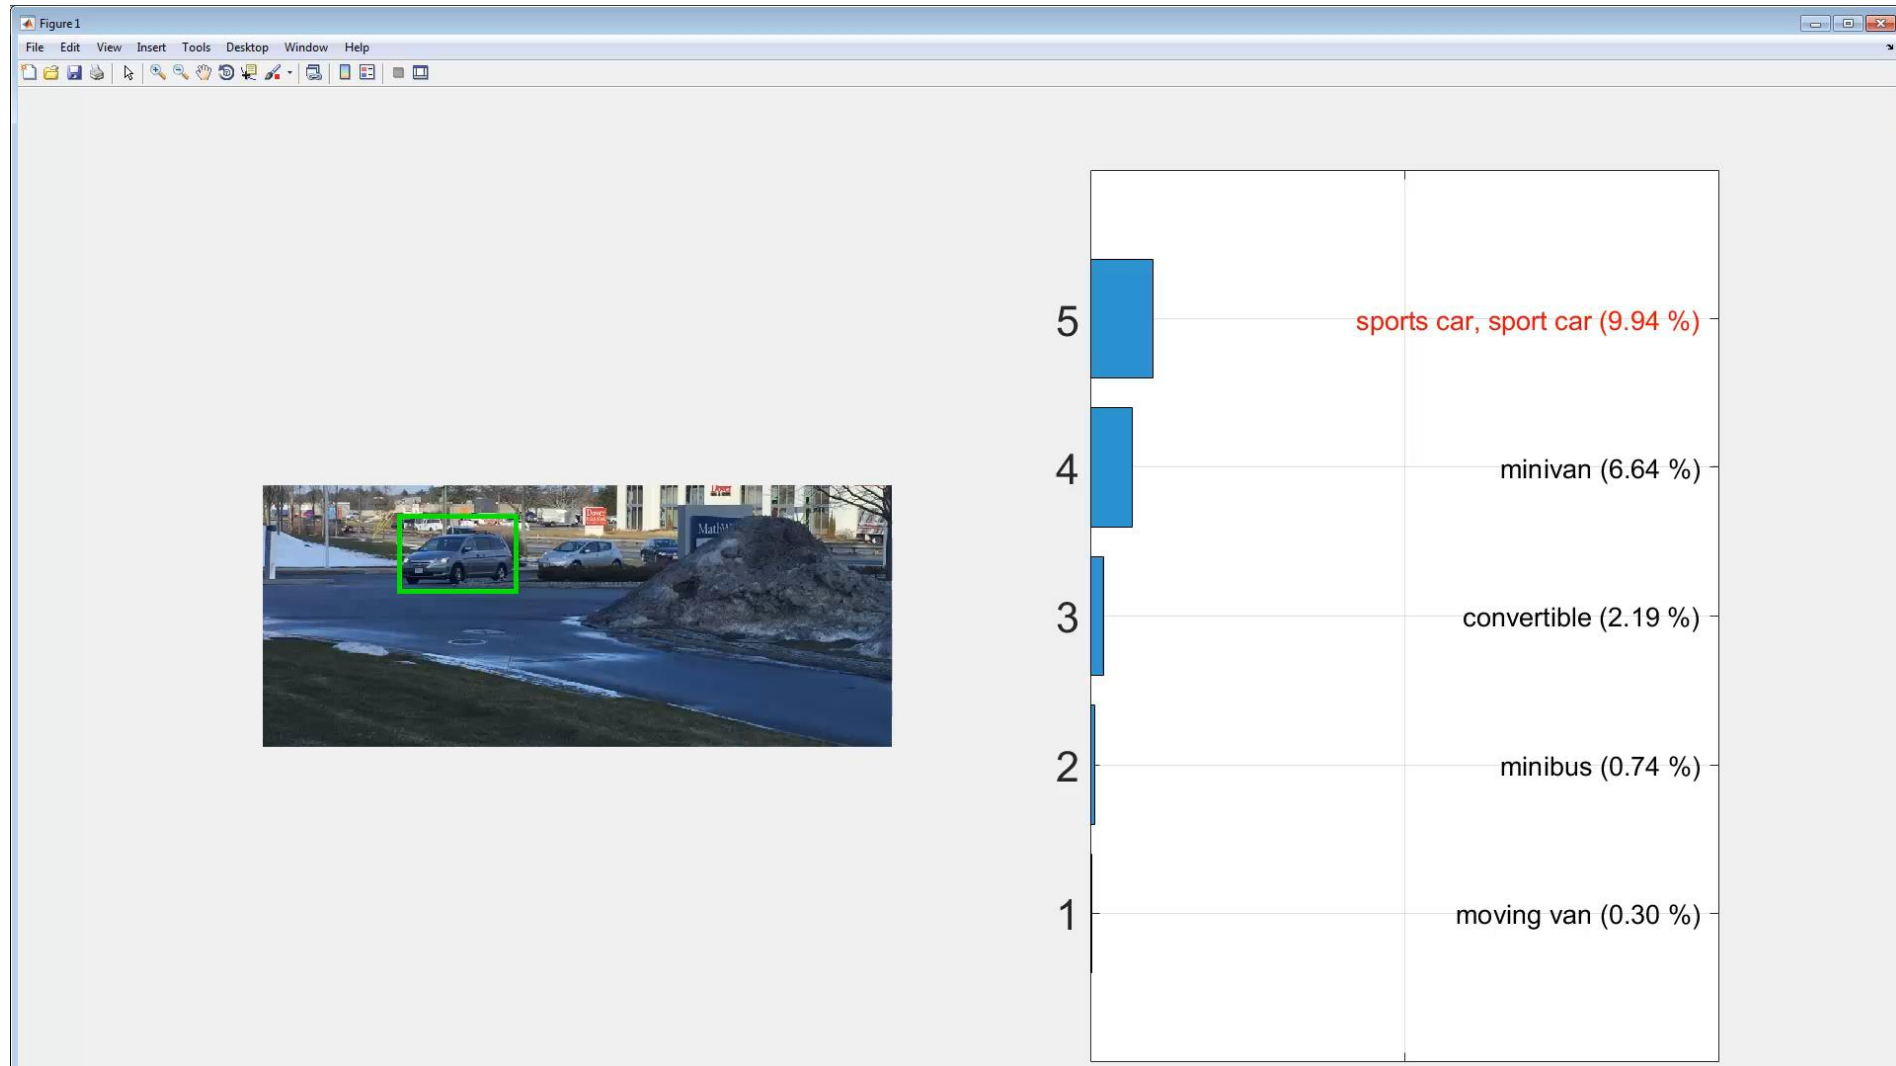 Figure 1
File Edit View Insert Tools Desktop Window Help
5
sports car, sport car (9.94 %)
4
minivan (6.64 %)
3
convertible (2.19 %)
2
minibus (0.74 %)
1
moving van (0.30 %)
Dover